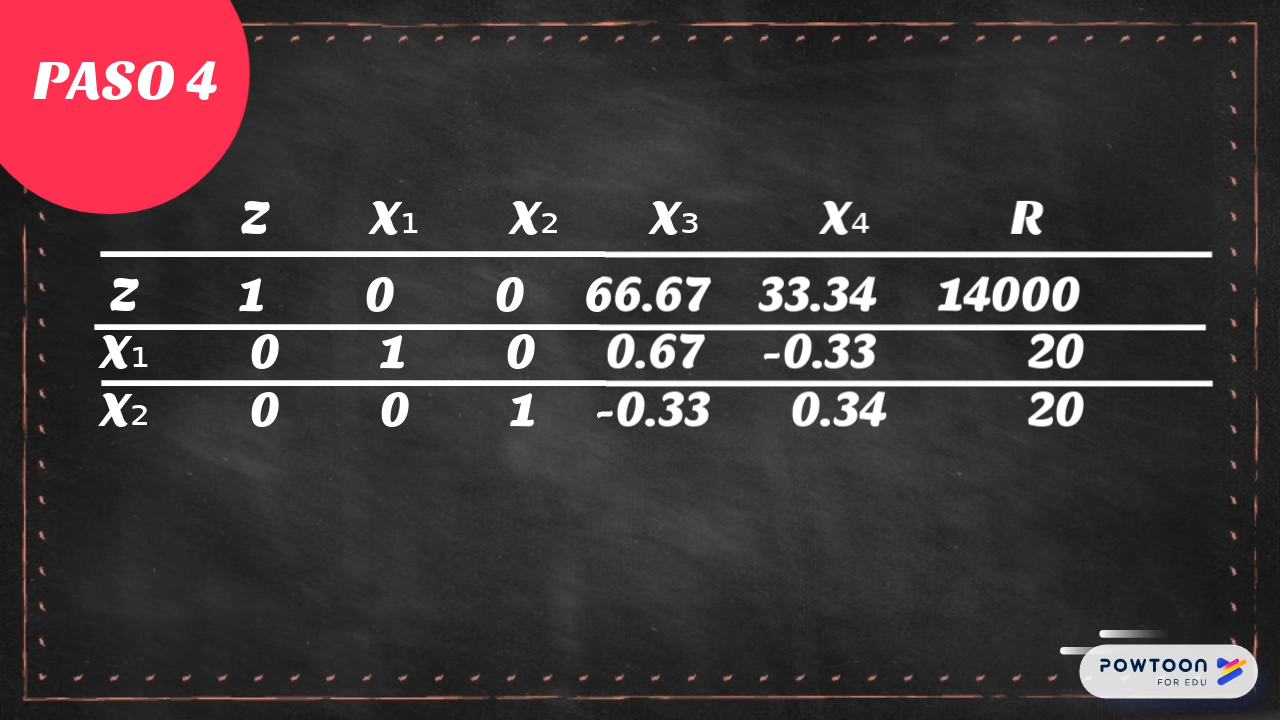 PASO 4
Z X1 X2 X3 X4 R
Z 1 0 0 66.67 33.34 14000
X1 0 1 0 0.67 -0.33 20
X2 0 0 1 -0.33 0.34 20
POWTOON
FOR EDU